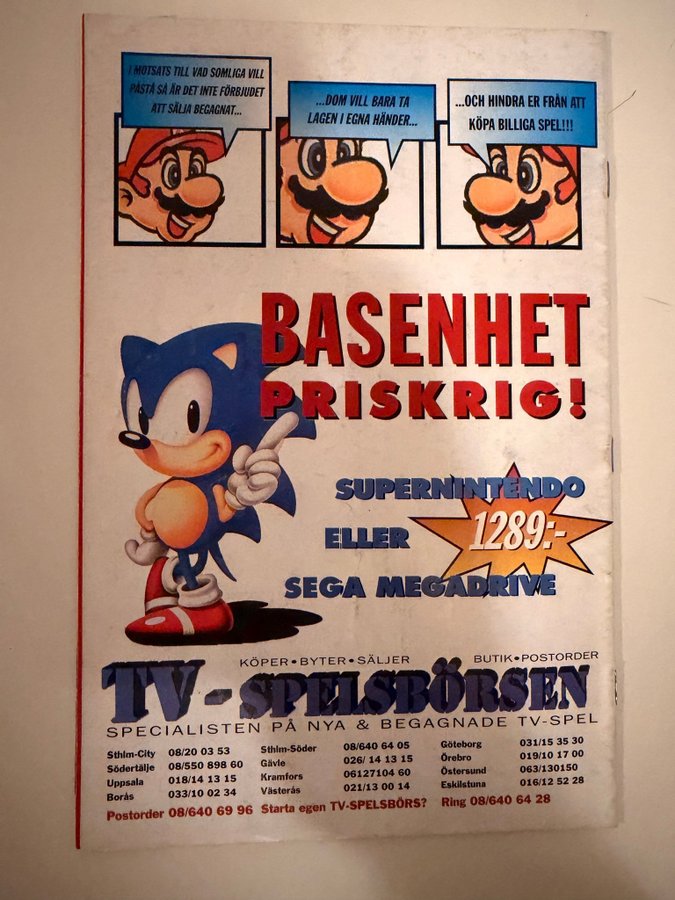 I MOTSATS TILL VAD SOMLIGA VILL
PÅSTÅ SÅ ÄR DET INTE FÖRBJUDET
ATT SÄLJA BEGAGNAT...
...DOM VILL BARA TA
LAGEN I EGNA HÄNDER...
...OCH HINDRA ER FRÅN ATT
KÖPA BILLIGA SPEL!!!
BASENHET
PRISKRIG!
SUPERNINTENDO
ELLER
1289:-
SEGA MEGADRIVE
KÖPER•BYTER•SÄLJER BUTIK•POSTORDER
TV-SPELSBÖRSEN
SPECIALISTEN PÅ NYA & BEGAGNADE TV-SPEL
Sthlm-City 08/20 03 53
Södertälje 08/550 898 60
Uppsala 018/14 13 15
Borås 033/10 02 34
Sthlm-Söder 08/640 64 05
Gävle 026/ 14 13 15
Kramfors 06127104 60
Västerås 021/13 00 14
Göteborg 031/15 35 30
Örebro 019/10 17 00
Östersund 063/130150
Eskilstuna 016/12 52 28
Postorder 08/640 69 96 Starta egen TV-SPELSBÖRS? Ring 08/640 64 28